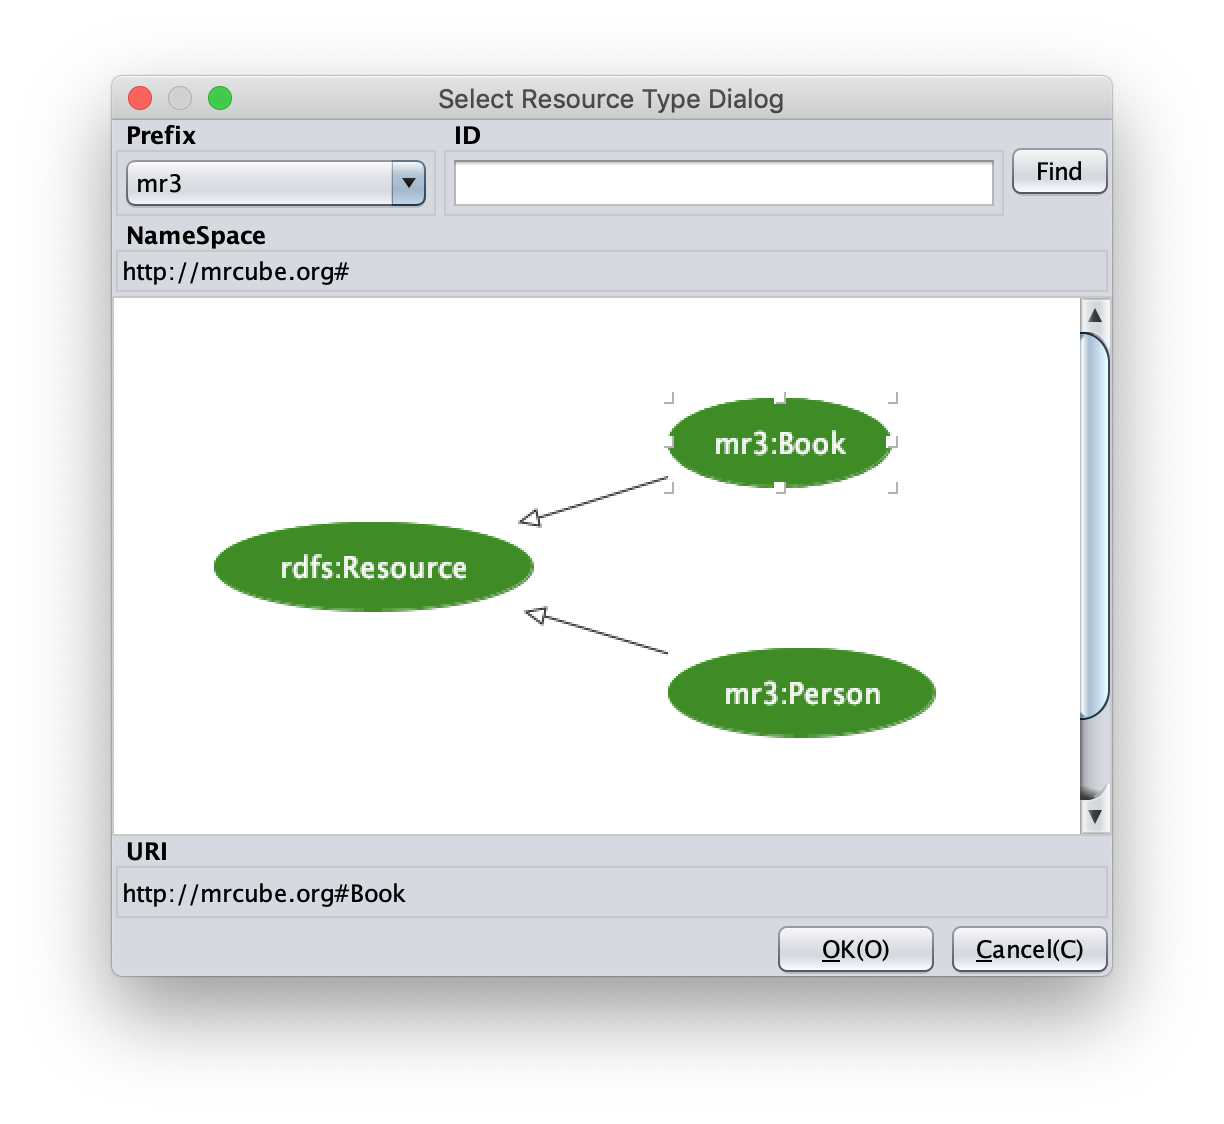 Select Resource Type Dialog
Prefix
ID
mr3
Find
NameSpace
http://mrcube.org#
mr3:Book
rdfs:Resource
mr3:Person
URI
http://mrcube.org#Book
OK(O)
Cancel(C)